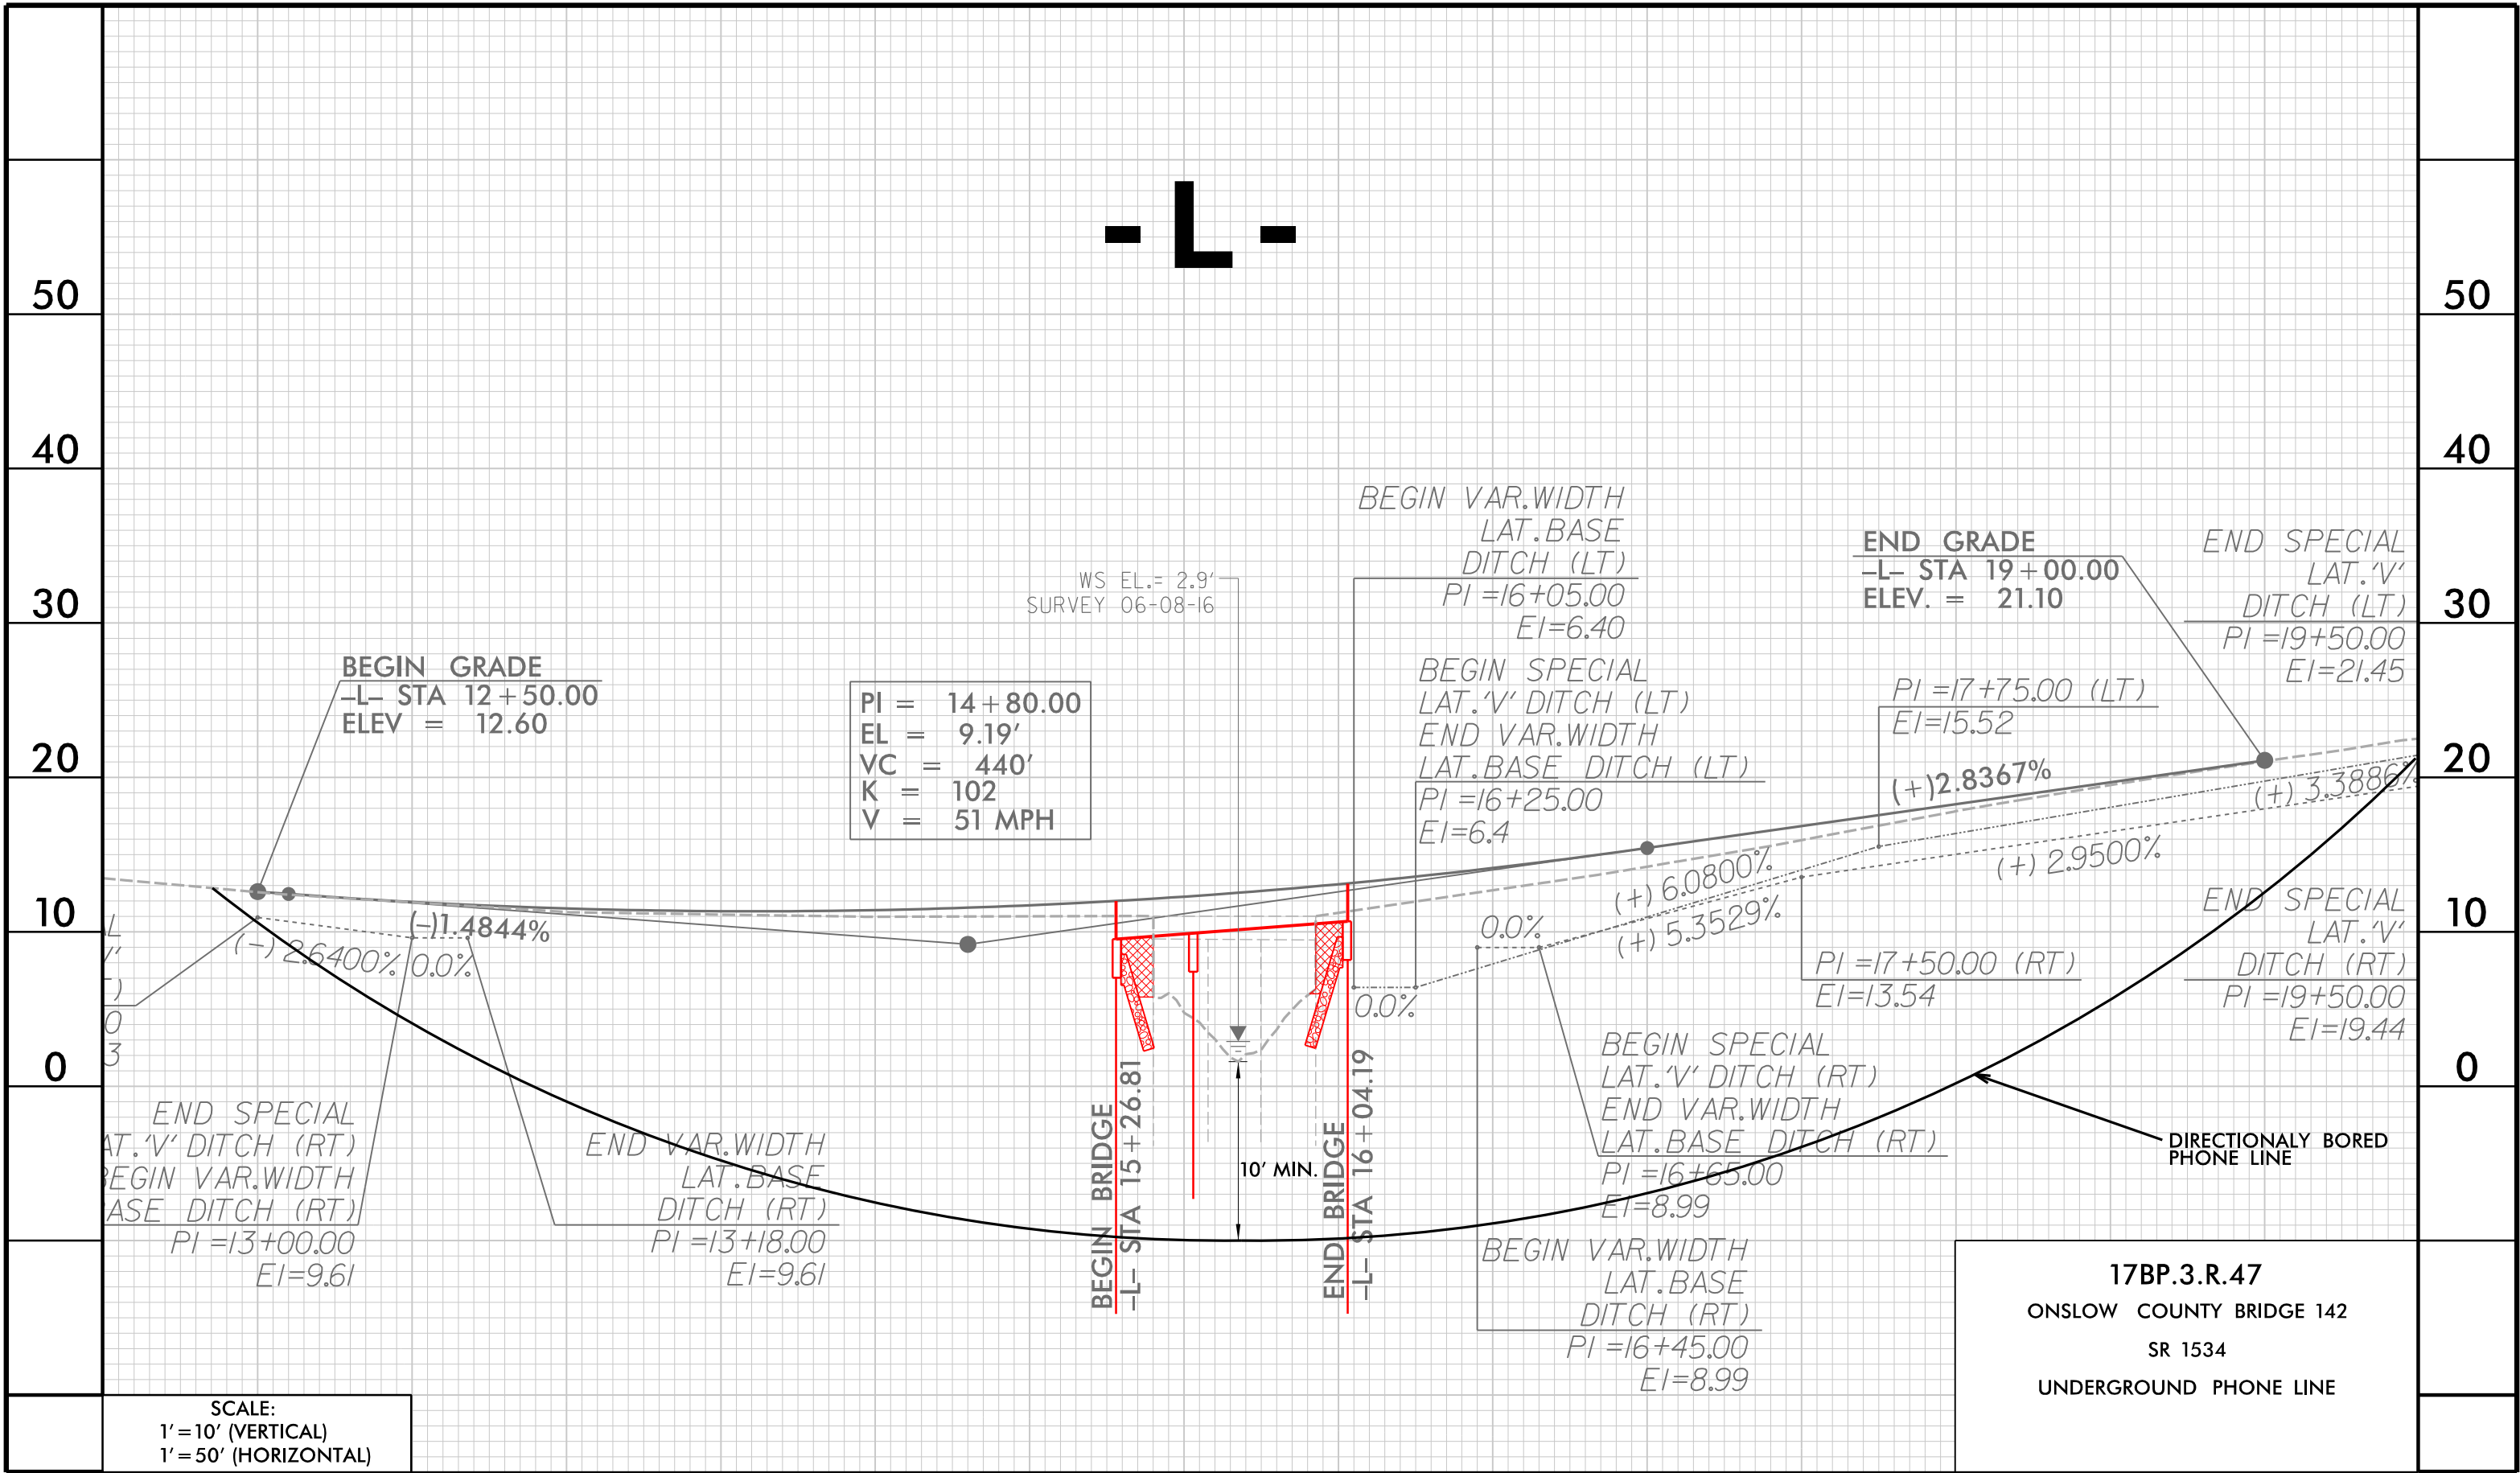 -L-
50
50
40
40
30
30
20
20
10
10
0
0
BEGIN GRADE
-L- STA 12+50.00
ELEV = 12.60
PI = 14+80.00
EL = 9.19'
VC = 440'
K = 102
V = 51 MPH
WS EL.= 2.9'
SURVEY 06-08-16
BEGIN VAR.WIDTH
LAT.BASE
DITCH (LT)
PI =16+05.00
El=6.40
BEGIN SPECIAL
LAT.'V' DITCH (LT)
END VAR.WIDTH
LAT.BASE DITCH (LT)
PI =16+25.00
El=6.4
END GRADE
-L- STA 19+00.00
ELEV. = 21.10
END SPECIAL
LAT.'V'
DITCH (LT)
PI =19+50.00
El=21.45
PI =17+75.00 (LT)
El=15.52
(+)2.8367%
(+) 3.3886%
(+) 2.9500%
(+) 6.0800%
(+) 5.3529%
0.0%
0.0%
(-)1.4844%
(-) 2.6400%
0.0%
L
V'
)
0
3
PI =17+50.00 (RT)
El=13.54
END SPECIAL
LAT.'V'
DITCH (RT)
PI =19+50.00
El=19.44
END SPECIAL
AT.'V' DITCH (RT)
BEGIN VAR.WIDTH
ASE DITCH (RT)
PI =13+00.00
El=9.61
END VAR.WIDTH
LAT.BASE
DITCH (RT)
PI =13+18.00
El=9.61
BEGIN BRIDGE
-L- STA 15+26.81
10' MIN.
END BRIDGE
-L- STA 16+04.19
BEGIN SPECIAL
LAT.'V' DITCH (RT)
END VAR.WIDTH
LAT.BASE DITCH (RT)
PI =16+65.00
El=8.99
BEGIN VAR.WIDTH
LAT.BASE
DITCH (RT)
PI =16+45.00
El=8.99
DIRECTIONALY BORED
PHONE LINE
17BP.3.R.47
ONSLOW COUNTY BRIDGE 142
SR 1534
UNDERGROUND PHONE LINE
SCALE:
1'=10' (VERTICAL)
1'=50' (HORIZONTAL)